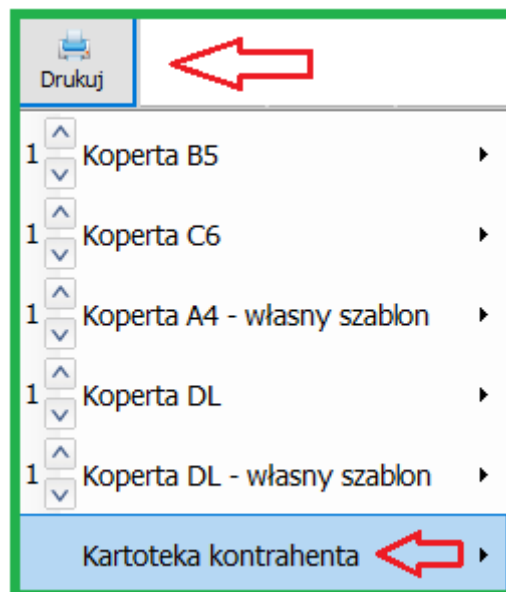 Drukuj
1 Koperta B5
1 Koperta C6
1 Koperta A4 - własny szablon
1 Koperta DL
1 Koperta DL - własny szablon
Kartoteka kontrahenta